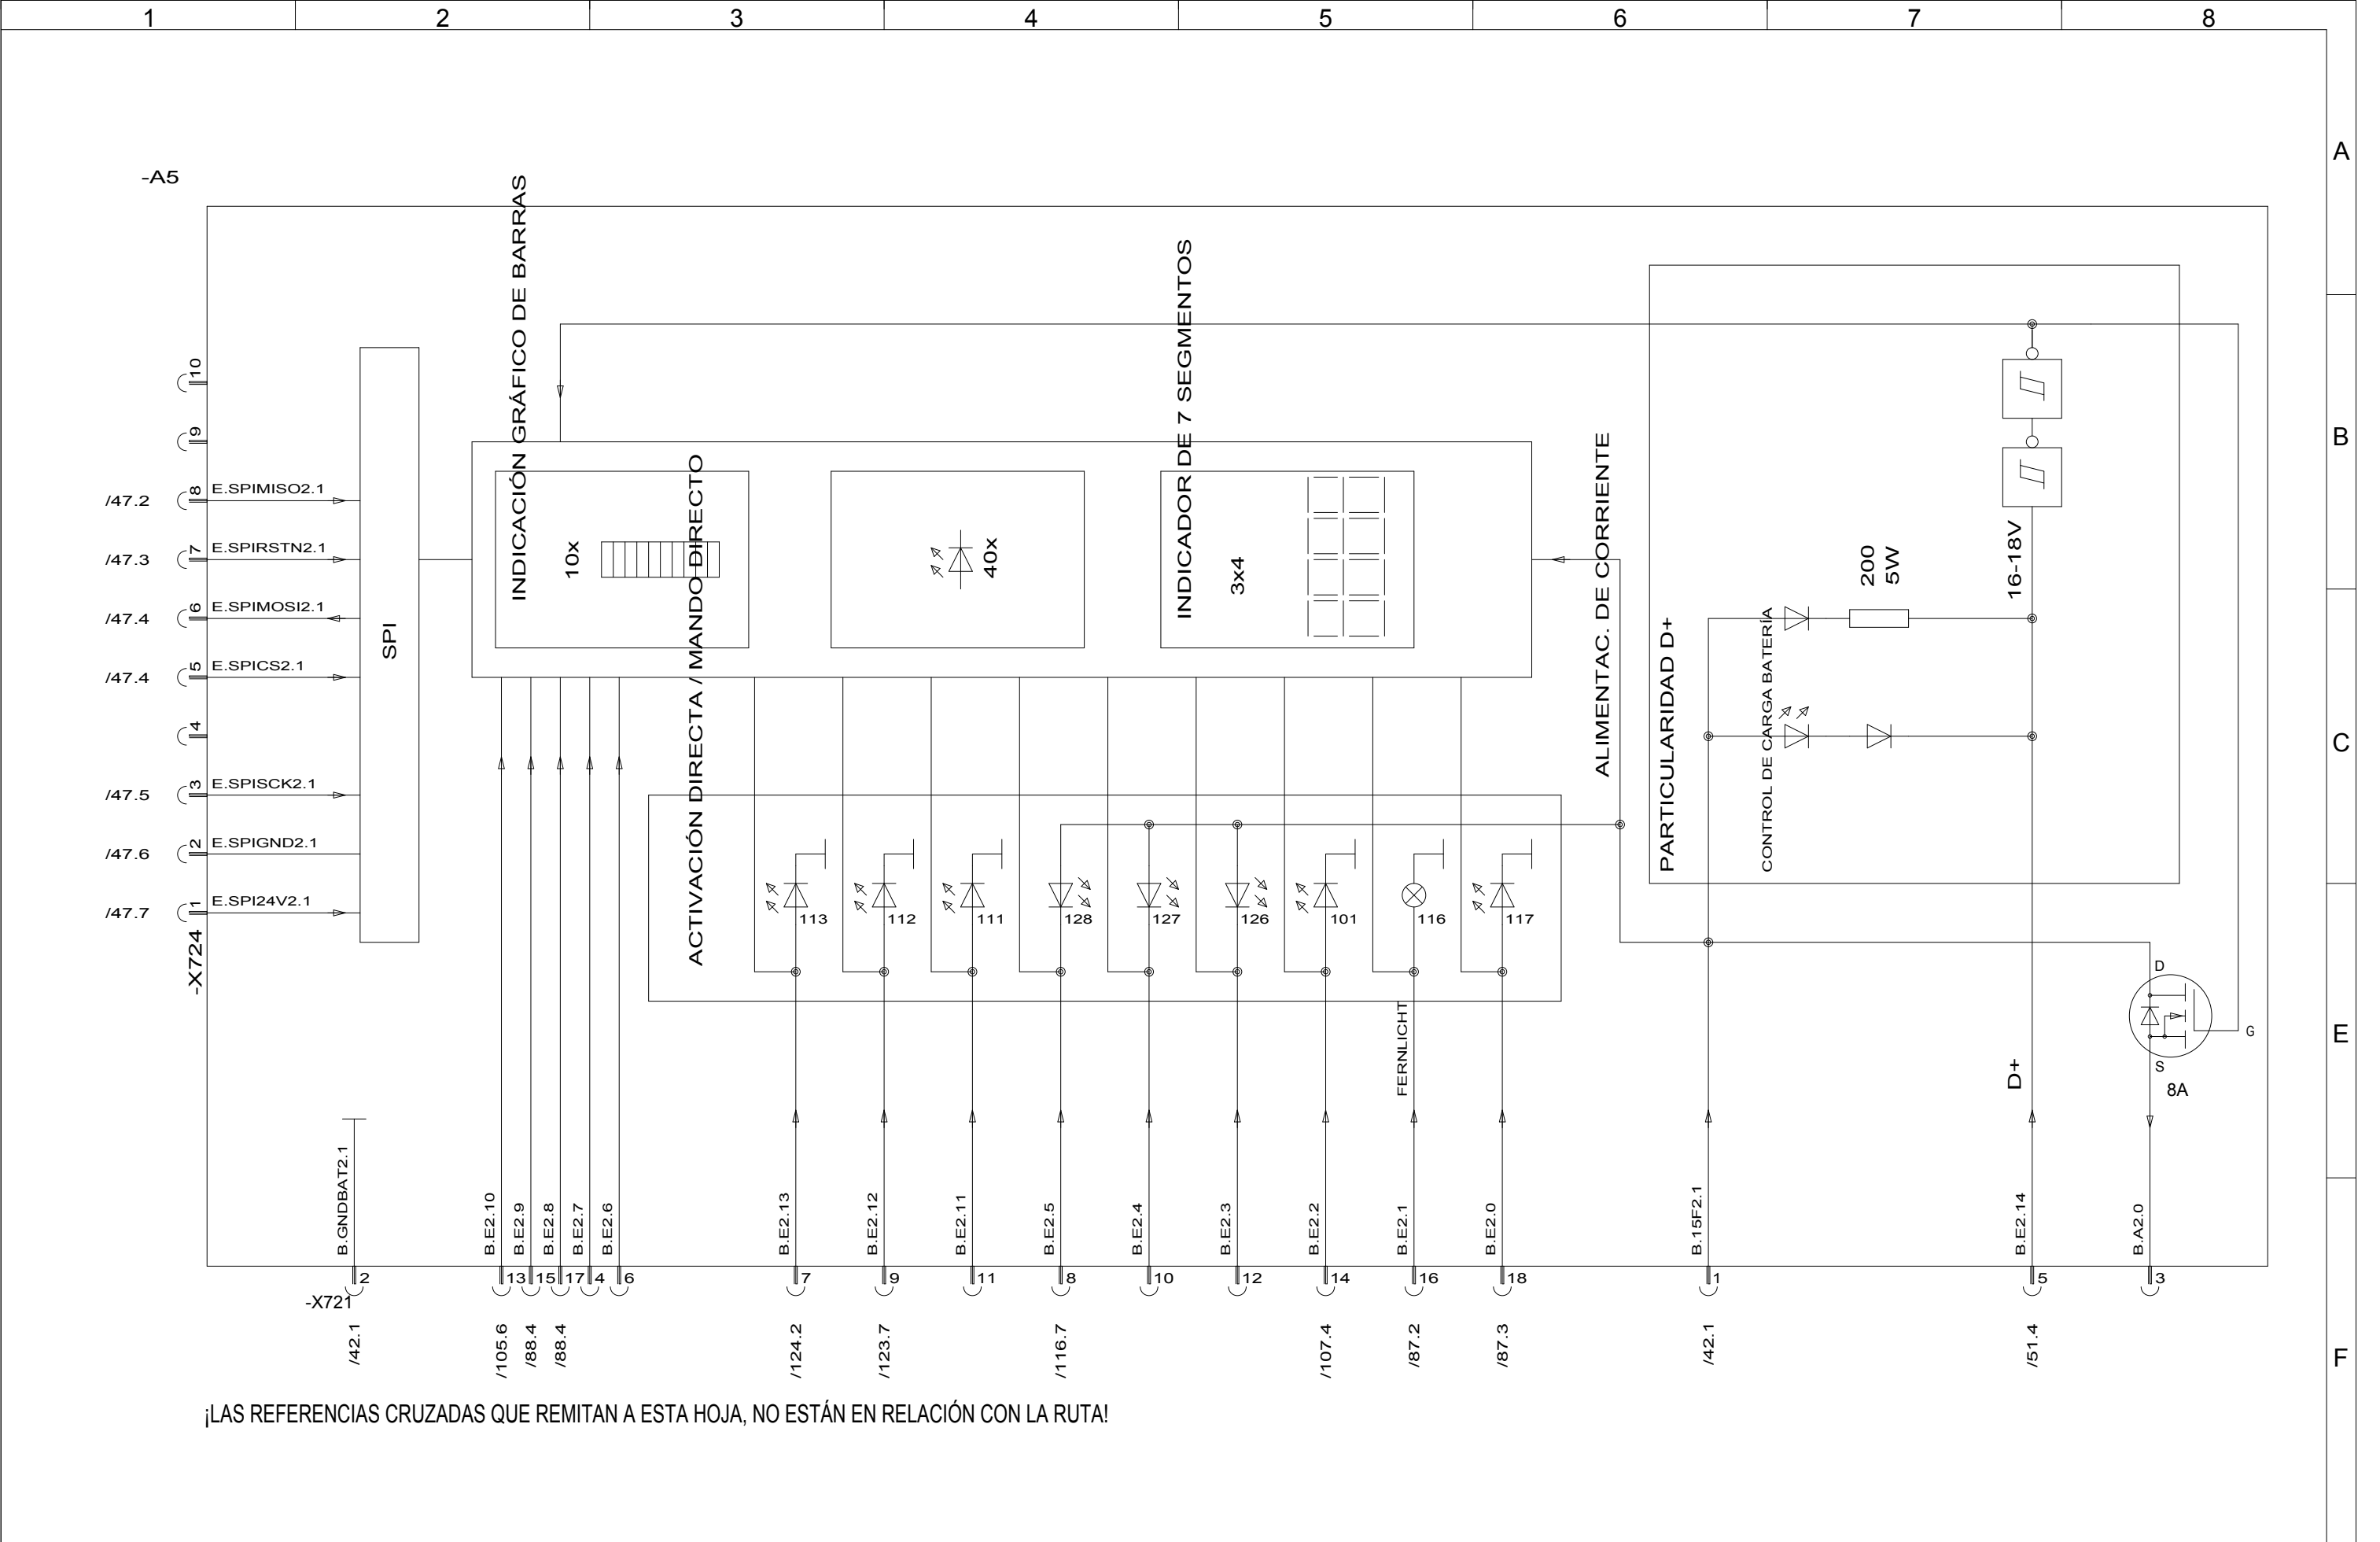 1 2 3 4 5 6 7 8
A
B
C
E
F
-A5
INDICACIÓN GRÁFICO DE BARRAS
INDICADOR DE 7 SEGMENTOS
10
9
/47.2 8 E.SPIMISO2.1
/47.3 7 E.SPIRSTN2.1
/47.4 6 E.SPIMOSI2.1
/47.4 5 E.SPICS2.1
4
/47.5 3 E.SPISCK2.1
/47.6 2 E.SPIGND2.1
/47.7 1 E.SPI24V2.1
-X724
SPI
10x
40x
3x4
ACTIVACIÓN DIRECTA / MANDO DIRECTO
ALIMENTAC. DE CORRIENTE
PARTICULARIDAD D+
CONTROL DE CARGA BATERÍA
200
5W
16-18V
113 112 111 128 127 126 101 116 117
FERNLICHT
D+
D
G
S
8A
B.GNDBAT2.1
B.E2.10
B.E2.9
B.E2.8
B.E2.7
B.E2.6
B.E2.13
B.E2.12
B.E2.11
B.E2.5
B.E2.4
B.E2.3
B.E2.2
B.E2.1
B.E2.0
B.15F2.1
B.E2.14
B.A2.0
2 13 15 17 4 6 7 9 11 8 10 12 14 16 18 1 5 3
-X721
/42.1
/105.6
/88.4
/88.4
/124.2
/123.7
/116.7
/107.4
/87.2
/87.3
/42.1
/51.4
¡LAS REFERENCIAS CRUZADAS QUE REMITAN A ESTA HOJA, NO ESTÁN EN RELACIÓN CON LA RUTA!